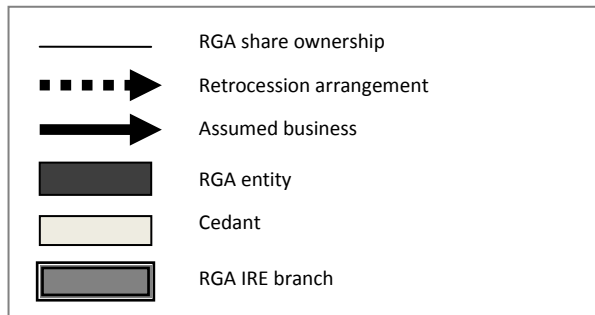 RGA share ownership
Retrocession arrangement
Assumed business
RGA entity
Cedant
RGA IRE branch